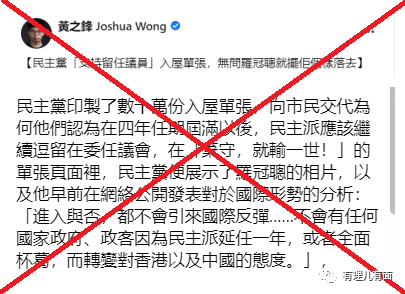 黃之鋒 Joshua Wong
【民主黨「支持留任議員」入屋單張，無問羅冠聰就擺佢個樣落去】
民主黨印製了數十萬份入屋單張，向市民交代為
何他們認為在四年任期屆滿以後，民主派應該繼
續逗留在委任議會，在「棄守，就輸一世！」的
單張頁面裡，民主黨便展示了羅冠聰的相片，以
及他早前在網絡公開發表對於國際形勢的分析：
「進入與否，都不會引來國際反彈……不會有任何
國家政府、政客因為民主派延任一年，或者全面
杯葛，而轉變對香港以及中國的態度。」，
有理儿有面